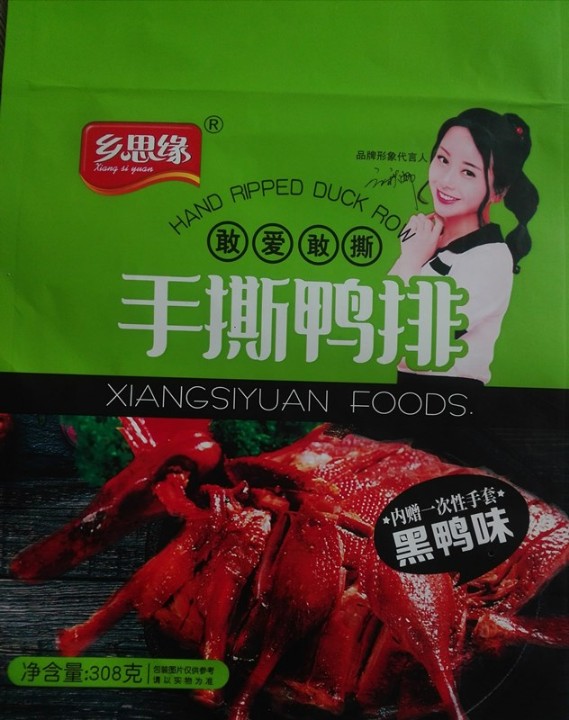 乡思缘
®
Xiang si yuan
品牌形象代言人
HAND RIPPED DUCK ROW
敢爱敢撕
手撕鸭排
XIANGSIYUAN FOODS.
内赠一次性手套
黑鸭味
净含量:308克
包装图片仅供参考
请以实物为准